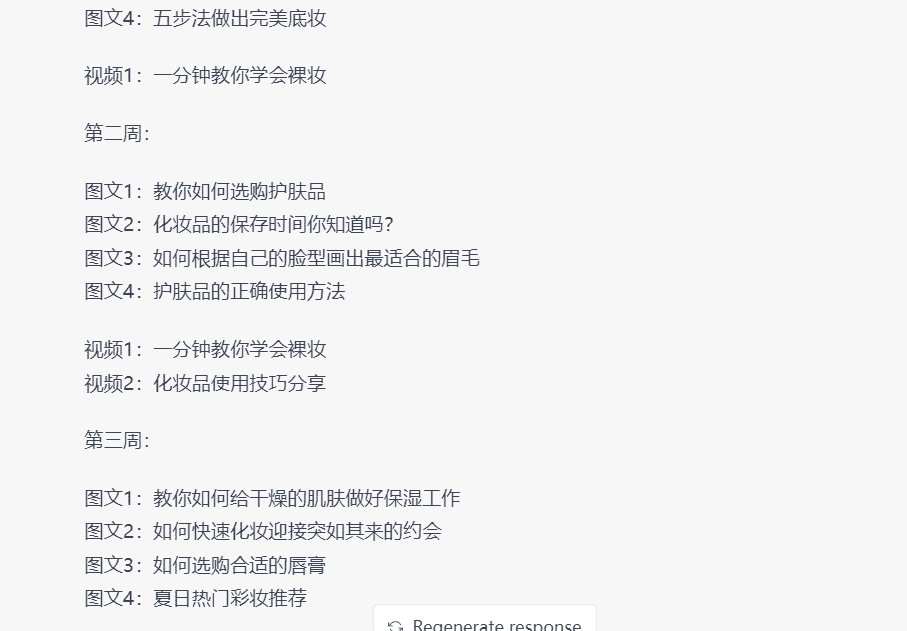 图文4：五步法做出完美底妆
视频1：一分钟教你学会裸妆
第二周：
图文1：教你如何选购护肤品
图文2：化妆品的保存时间你知道吗？
图文3：如何根据自己的脸型画出最适合的眉毛
图文4：护肤品的正确使用方法
视频1：一分钟教你学会裸妆
视频2：化妆品使用技巧分享
第三周：
图文1：教你如何给干燥的肌肤做好保湿工作
图文2：如何快速化妆迎接突如其来的约会
图文3：如何选购合适的唇膏
图文4：夏日热门彩妆推荐
Regenerate response